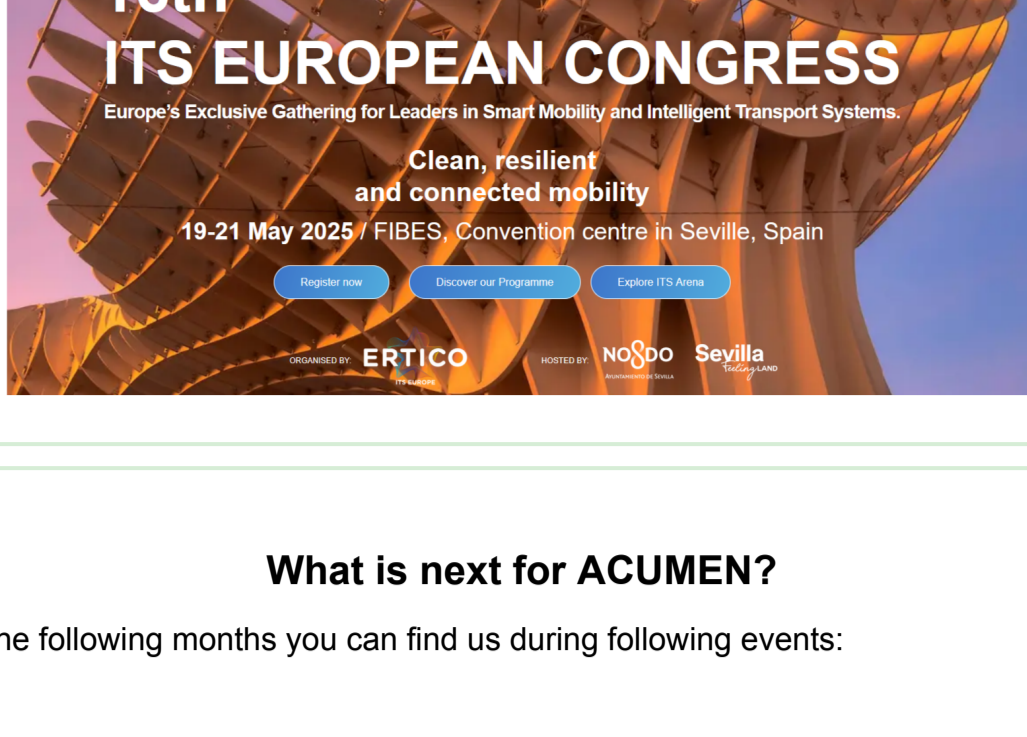 ITS EUROPEAN CONGRESS
Europe's Exclusive Gathering for Leaders in Smart Mobility and Intelligent Transport Systems.
Clean, resilient
and connected mobility
19-21 May 2025 / FIBES, Convention centre in Seville, Spain
Register now Discover our Programme Explore ITS Arena
ORGANISED BY: ERTICO HOSTED BY: NO8DO Sevilla
ITS EUROPE AYUNTAMIENTO DE SEVILLA FeelingLAND
What is next for ACUMEN?
he following months you can find us during following events: